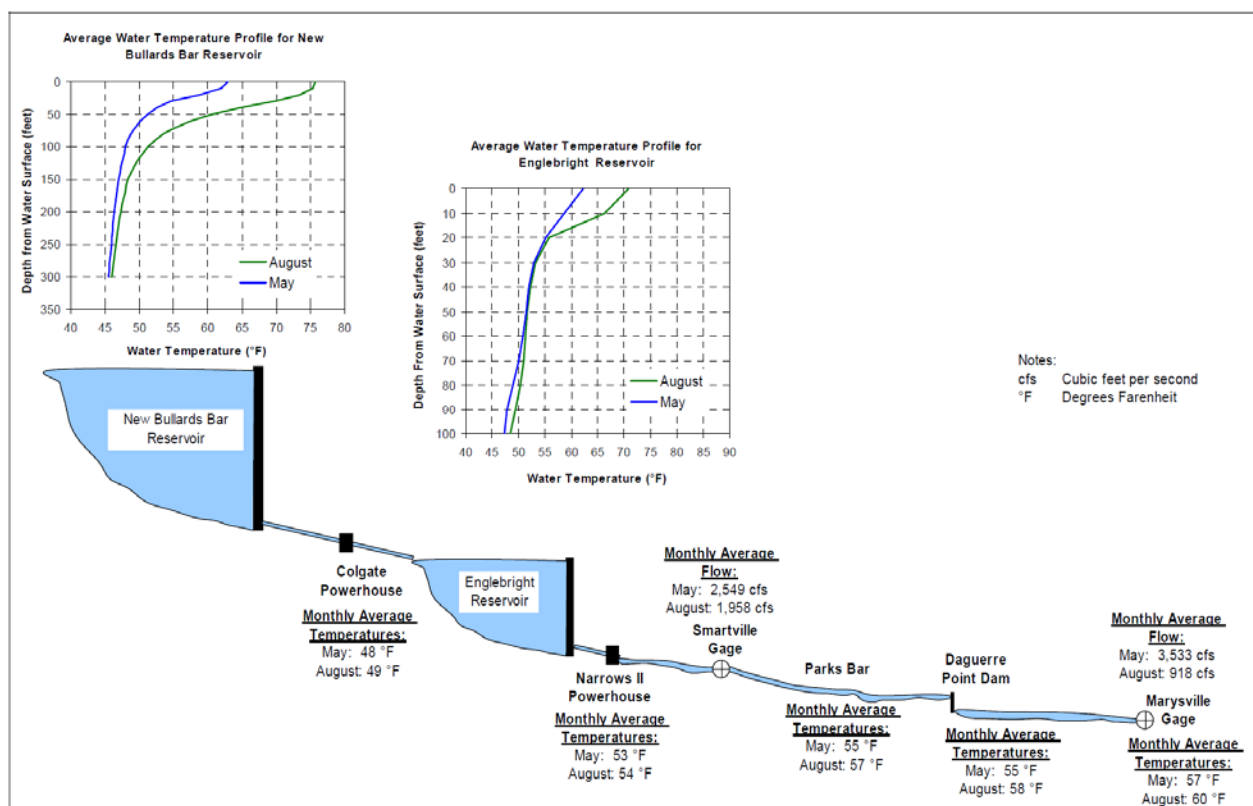 Average Water Temperature Profile for New
Bullards Bar Reservoir
Depth from Water Surface (feet)
0
50
100
150
200
250
300
350
August
May
40 45 50 55 60 65 70 75 80
Water Temperature (°F)
Average Water Temperature Profile for
Englebright Reservoir
Depth From Water Surface (feet)
0
10
20
30
40
50
60
70
80
90
100
August
May
40 45 50 55 60 65 70 75 80 85 90
Water Temperature (°F)
Notes:
cfs Cubic feet per second
°F Degrees Farenheit
New Bullards Bar
Reservoir
Colgate
Powerhouse
Monthly Average
Temperatures:
May: 48 °F
August: 49 °F
Englebright
Reservoir
Narrows II
Powerhouse
Monthly Average
Temperatures:
May: 53 °F
August: 54 °F
Monthly Average
Flow:
May: 2,549 cfs
August: 1,958 cfs
Smartville
Gage
Parks Bar
Monthly Average
Temperatures:
May: 55 °F
August: 57 °F
Daguerre
Point Dam
Monthly Average
Temperatures:
May: 55 °F
August: 58 °F
Monthly Average
Flow:
May: 3,533 cfs
August: 918 cfs
Marysville
Gage
Monthly Average
Temperatures:
May: 57 °F
August: 60 °F